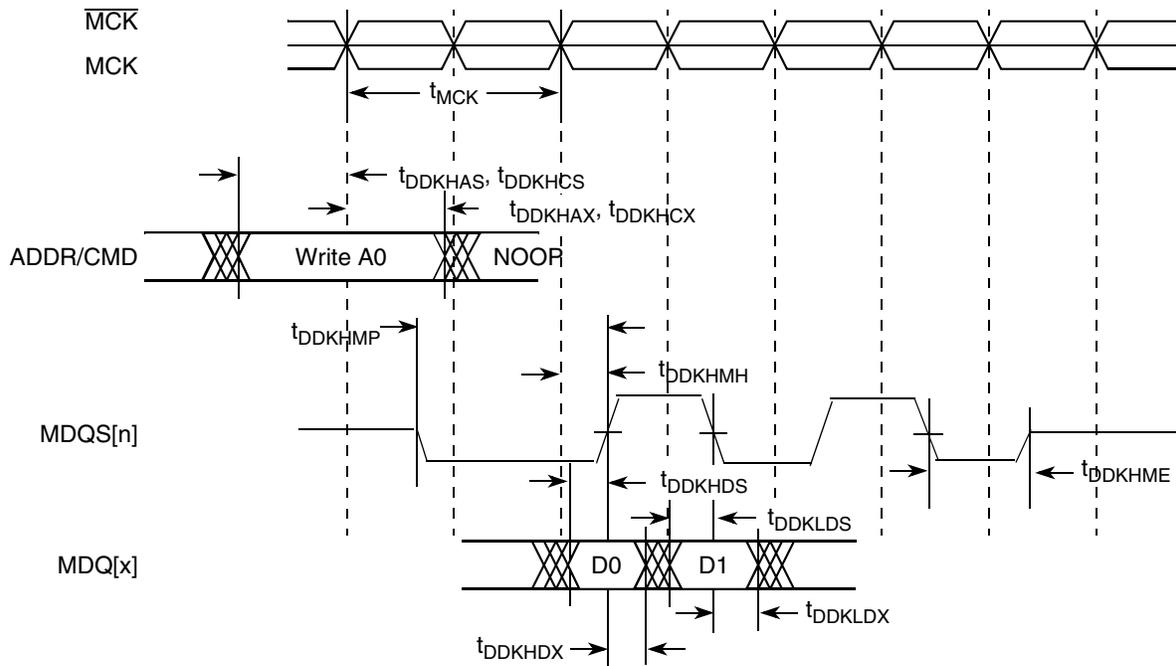 MCK
MCK
tMCK
tDDKHAS, tDDKHCS
tDDKHAX, tDDKHCX
ADDR/CMD
Write A0
NOOP
tDDKHMP
tDDKHMH
MDQS[n]
tDDKHDS
tDDKHME
tDDKLDS
MDQ[x]
D0
D1
tDDKLDX
tDDKHDX